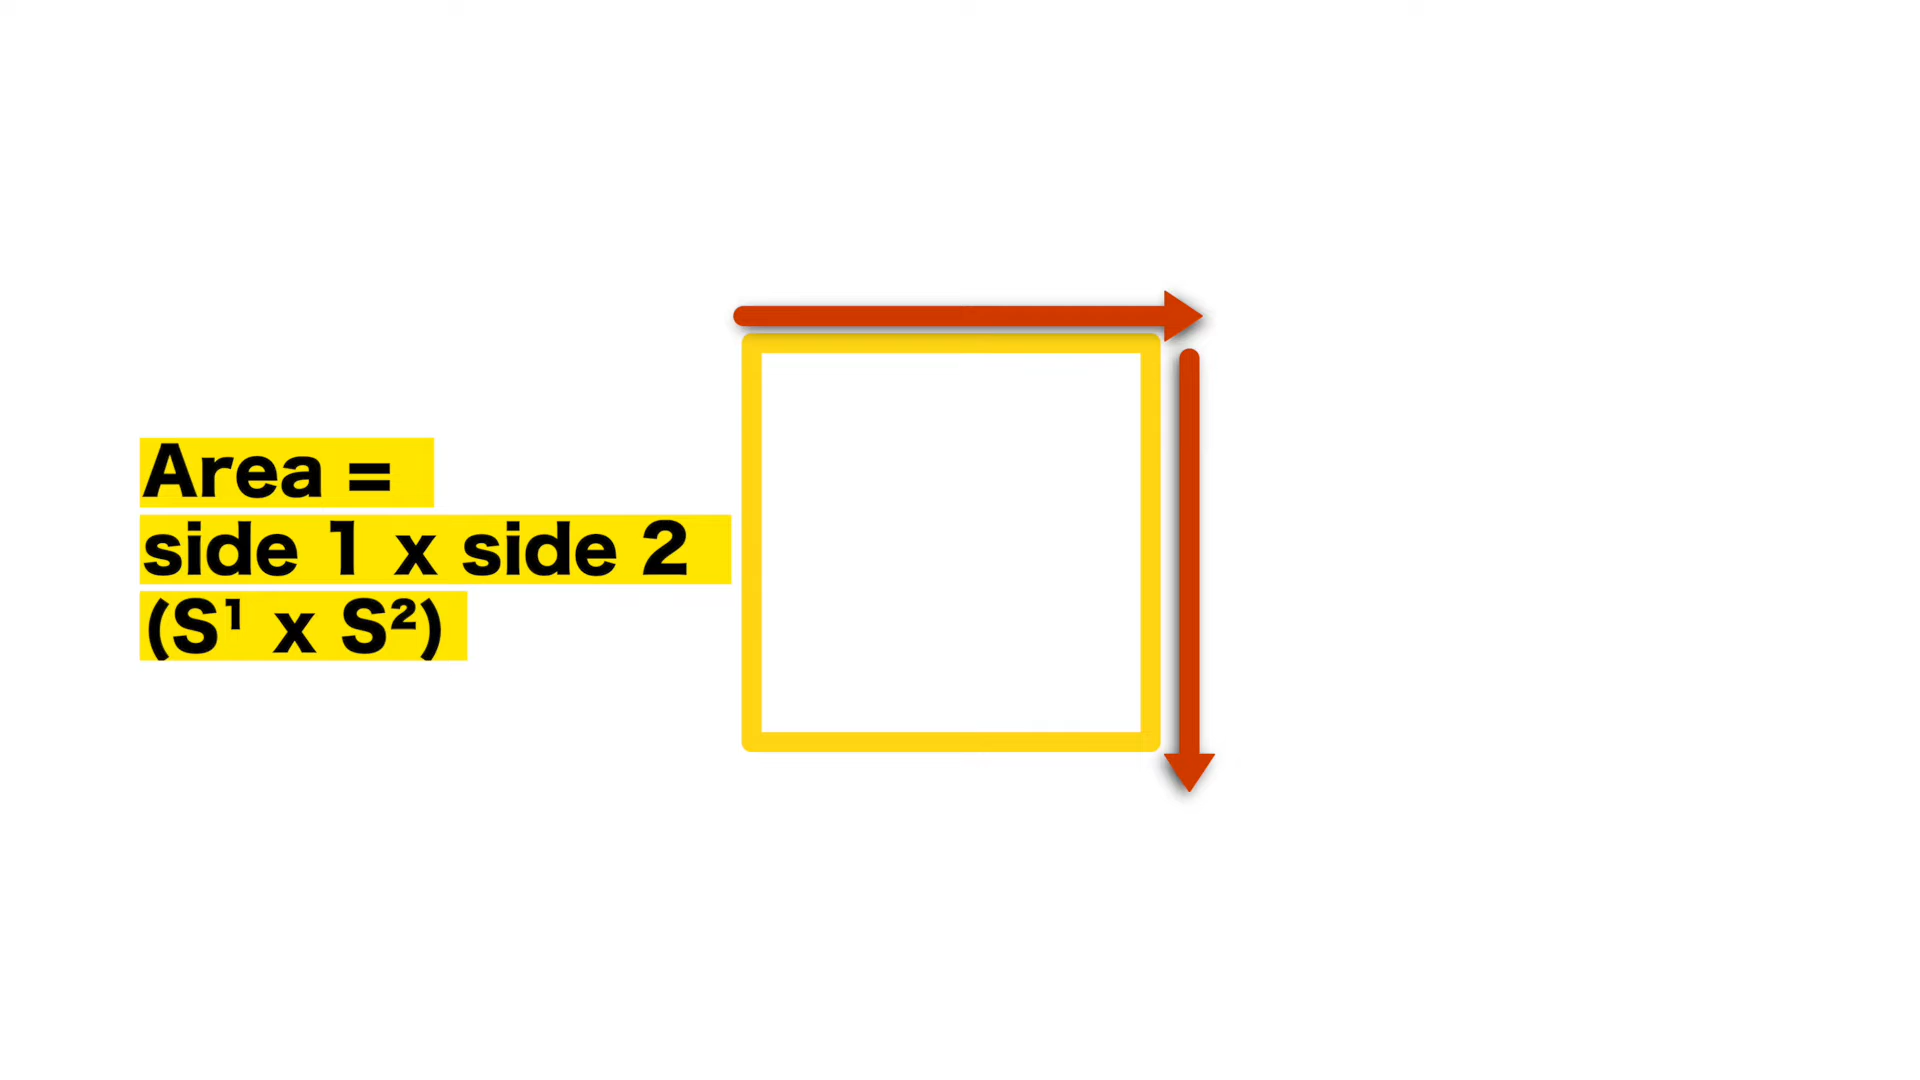 Area =
side 1 x side 2
(S¹ x S²)